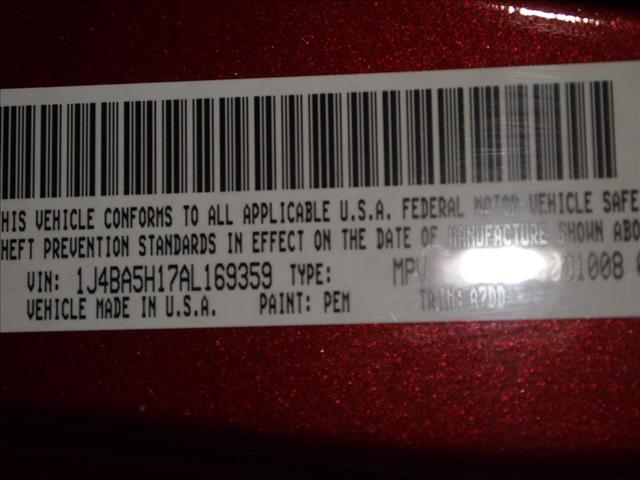 HIS VEHICLE CONFORMS TO ALL APPLICABLE U.S.A. FEDERAL MOTOR VEHICLE SAFE
HEFT PREVENTION STANDARDS IN EFFECT ON THE DATE OF MANUFACTURE SHOWN ABO
VIN: 1J4BA5H17AL169359 TYPE: MPV 01008
VEHICLE MADE IN U.S.A. PAINT: PEM TRIM: A2DD